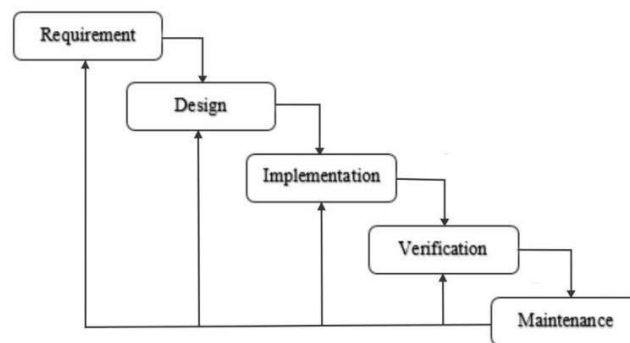 Requirement
Design
Implementation
Verification
Maintenance